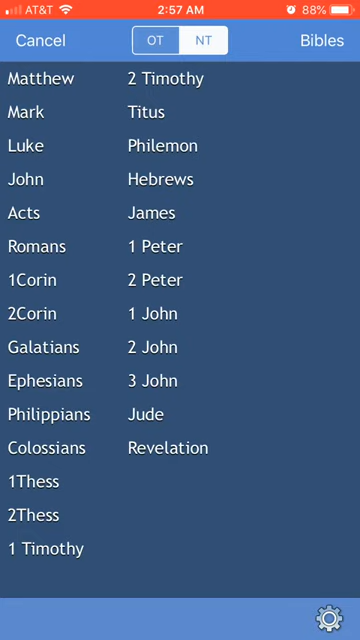 AT&T 2:57 AM 88%
Cancel OT NT Bibles
Matthew
Mark
Luke
John
Acts
Romans
1Corin
2Corin
Galatians
Ephesians
Philippians
Colossians
1Thess
2Thess
1 Timothy
2 Timothy
Titus
Philemon
Hebrews
James
1 Peter
2 Peter
1 John
2 John
3 John
Jude
Revelation